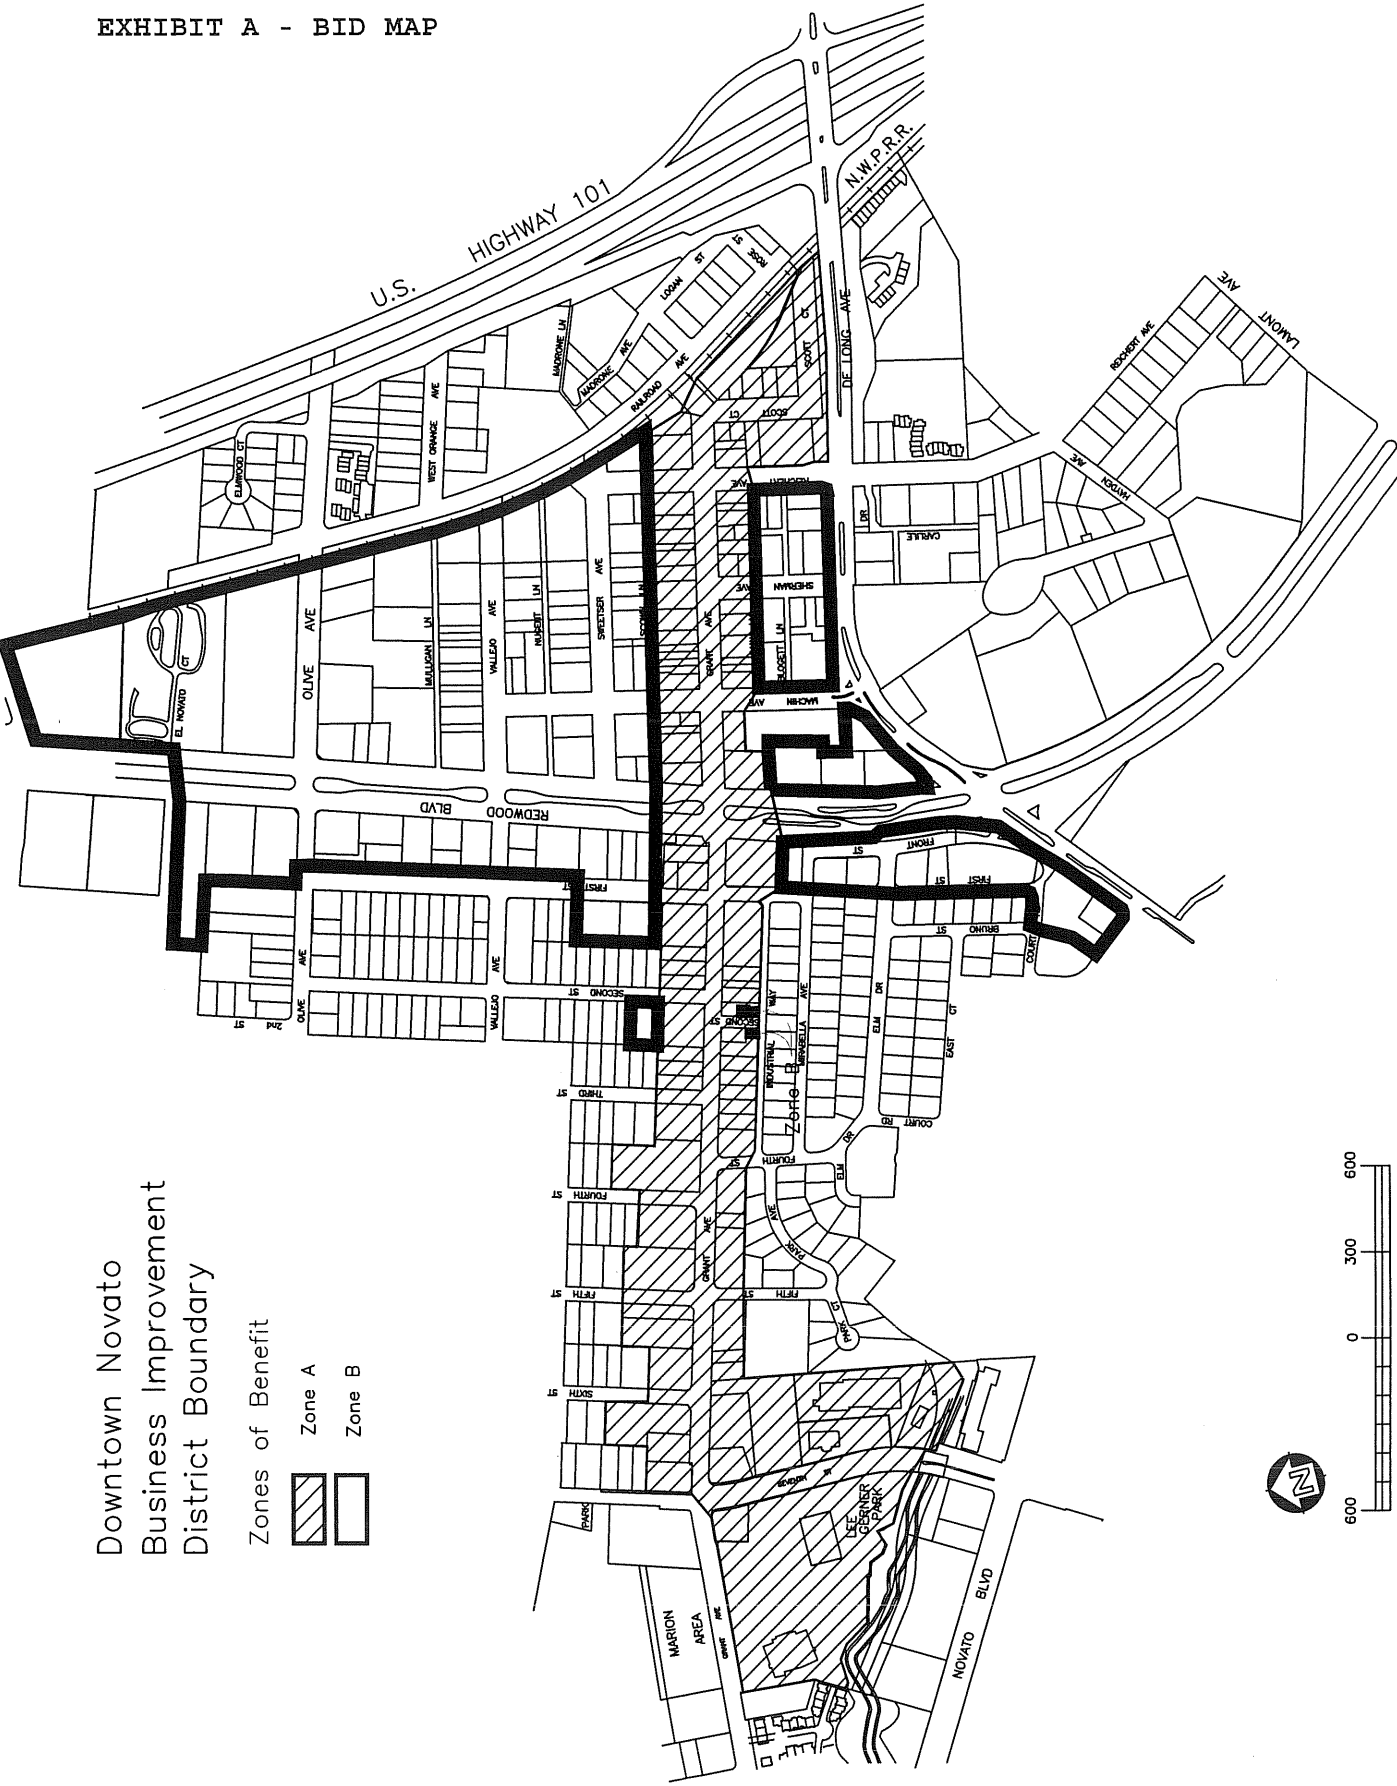 EXHIBIT A - BID MAP
Downtown Novato
Business Improvement
District Boundary
Zones of Benefit
Zone A
Zone B
U.S. HIGHWAY 101
N.W.P.R.R.
DE LONG AVE
LOGAN ST
ROSE ST
SCOTT CT
SCOTT CT
MADRONE LN
MADRONE AVE
RAILROAD AVE
WEST ORANGE AVE
ELMWOOD CT
REICHERT AVE
LAMONT AVE
HAYDEN AVE
CARLILE DR
REICHERT AVE
SHERMAN AVE
BLOGETT LN
MACHIN AVE
OLIVE AVE
EL NOVATO CT
MULLIGAN LN
VALLEJO AVE
NUGENT LN
SWEETSER AVE
GRANT AVE
REDWOOD BLVD
FIRST ST
FRONT ST
FIRST ST
BRUNO ST
COURT
OLIVE AVE
VALLEJO AVE
2nd ST
SECOND ST
SECOND ST
THIRD ST
INDUSTRIAL WAY
MIRABELLA AVE
Zone B
ELM DR
EAST CT
COURT RD
ELM DR
FOURTH ST
FOURTH ST
GRANT AVE
PARK AVE
FIFTH ST
FIFTH ST
PARK CT
SIXTH ST
LEE
GERNER
PARK
PARK
MARION
AREA
GRANT AVE
NOVATO BLVD
N
600 300 0 600